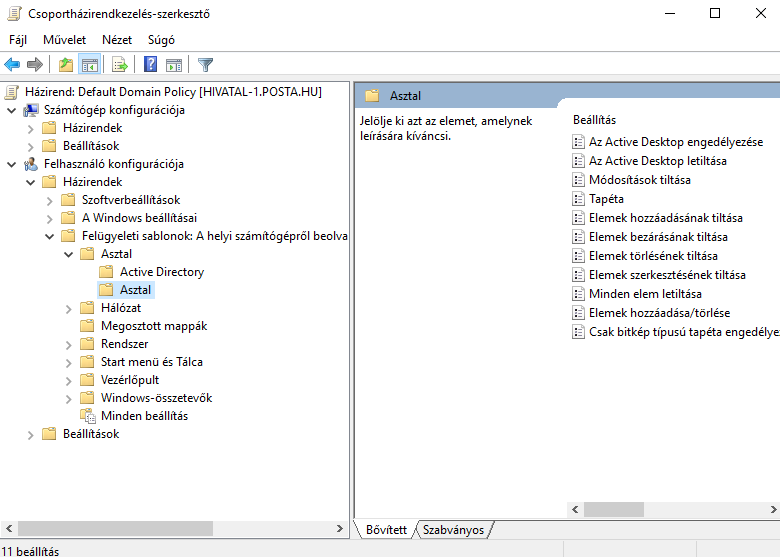 Csoportházirendkezelés-szerkesztő
Fájl Művelet Nézet Súgó
Házirend: Default Domain Policy [HIVATAL-1.POSTA.HU]
Számítógép konfigurációja
Házirendek
Beállítások
Felhasználó konfigurációja
Házirendek
Szoftverbeállítások
A Windows beállításai
Felügyeleti sablonok: A helyi számítógépről beolva
Asztal
Active Directory
Asztal
Hálózat
Megosztott mappák
Rendszer
Start menü és Tálca
Vezérlőpult
Windows-összetevők
Minden beállítás
Beállítások
Asztal
Jelölje ki azt az elemet, amelynek
leírására kíváncsi.
Beállítás
Az Active Desktop engedélyezése
Az Active Desktop letiltása
Módosítások tiltása
Tapéta
Elemek hozzáadásának tiltása
Elemek bezárásának tiltása
Elemek törlésének tiltása
Elemek szerkesztésének tiltása
Minden elem letiltása
Elemek hozzáadása/törlése
Csak bitkép típusú tapéta engedélye
Bővített Szabványos
11 beállítás